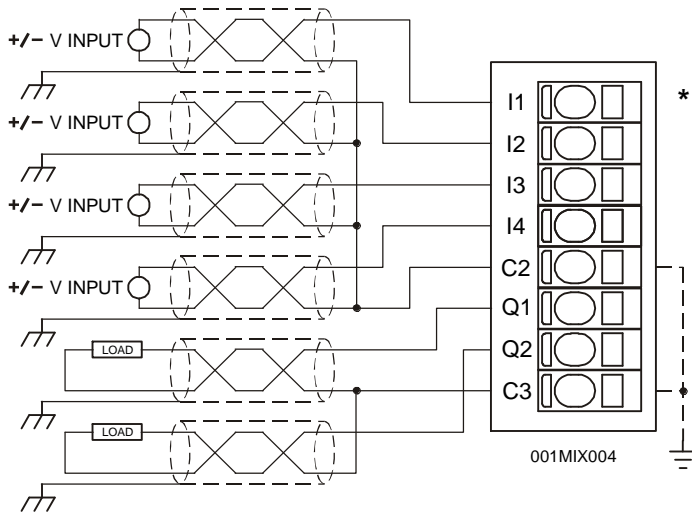 +/− V INPUT
+/− V INPUT
+/− V INPUT
+/− V INPUT
LOAD
LOAD
I1
I2
I3
I4
C2
Q1
Q2
C3
*
001MIX004